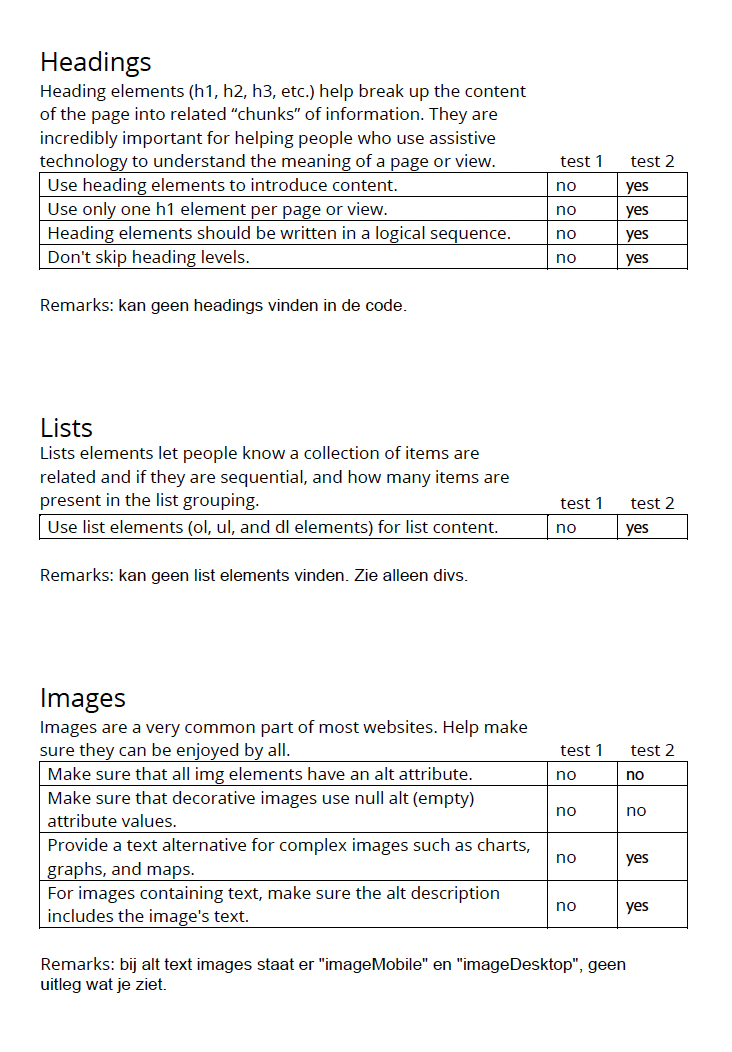 Headings
Heading elements (h1, h2, h3, etc.) help break up the content
of the page into related “chunks” of information. They are
incredibly important for helping people who use assistive
technology to understand the meaning of a page or view. test 1 test 2
Use heading elements to introduce content. no yes
Use only one h1 element per page or view. no yes
Heading elements should be written in a logical sequence. no yes
Don't skip heading levels. no yes
Remarks: kan geen headings vinden in de code.
Lists
Lists elements let people know a collection of items are
related and if they are sequential, and how many items are
present in the list grouping. test 1 test 2
Use list elements (ol, ul, and dl elements) for list content. no yes
Remarks: kan geen list elements vinden. Zie alleen divs.
Images
Images are a very common part of most websites. Help make
sure they can be enjoyed by all. test 1 test 2
Make sure that all img elements have an alt attribute. no no
Make sure that decorative images use null alt (empty)
attribute values. no no
Provide a text alternative for complex images such as charts,
graphs, and maps. no yes
For images containing text, make sure the alt description
includes the image's text. no yes
Remarks: bij alt text images staat er "imageMobile" en "imageDesktop", geen
uitleg wat je ziet.